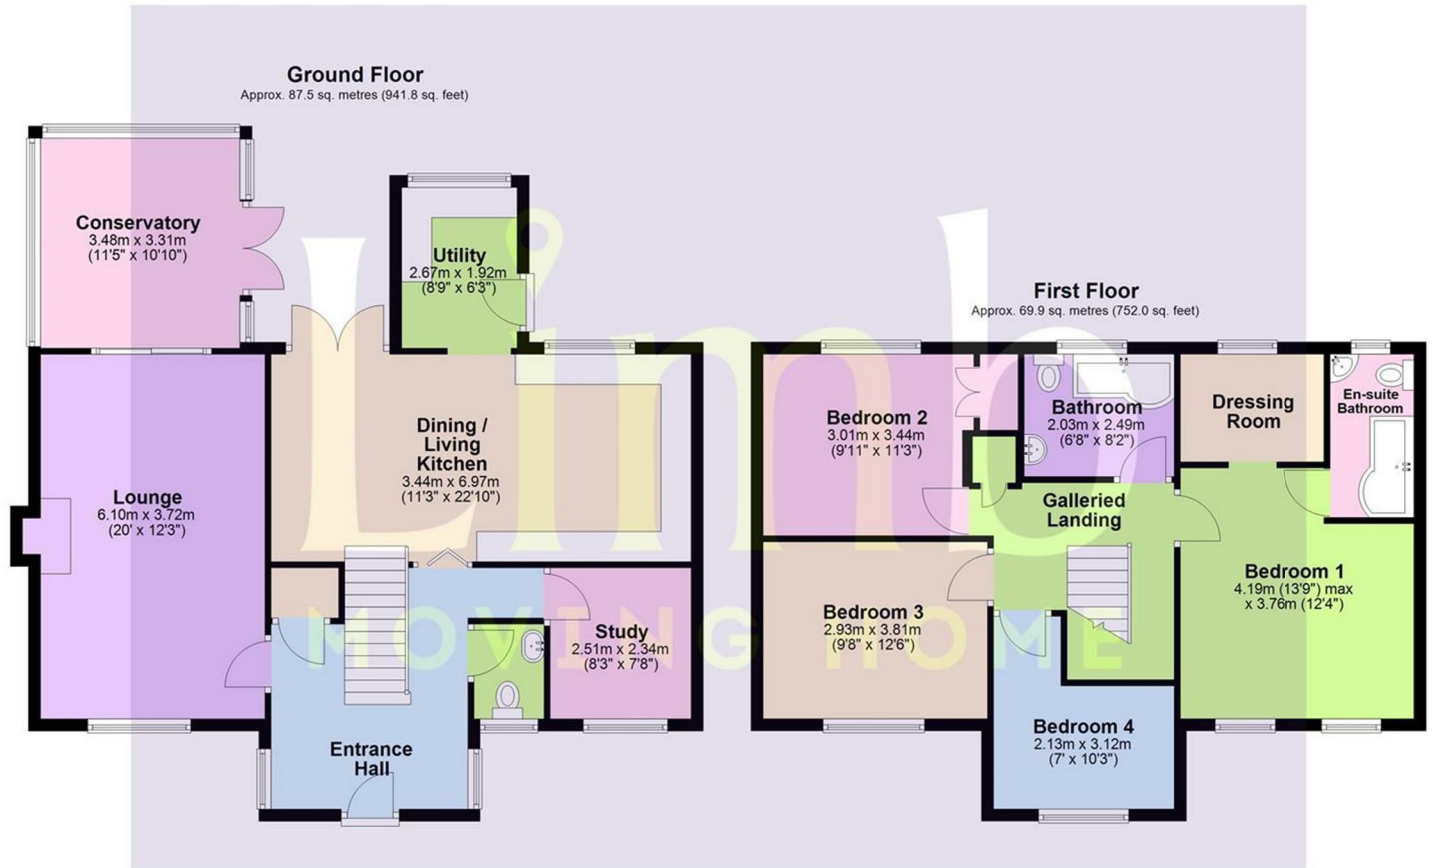 Ground Floor
Approx. 87.5 sq. metres (941.8 sq. feet)
Conservatory
3.48m x 3.31m
(11'5" x 10'10")
Utility
2.67m x 1.92m
(8'9" x 6'3")
Dining /
Living
Kitchen
3.44m x 6.97m
(11'3" x 22'10")
Lounge
6.10m x 3.72m
(20' x 12'3")
Study
2.51m x 2.34m
(8'3" x 7'8")
Entrance
Hall
First Floor
Approx. 69.9 sq. metres (752.0 sq. feet)
Bedroom 2
3.01m x 3.44m
(9'11" x 11'3")
Bathroom
2.03m x 2.49m
(6'8" x 8'2")
Dressing
Room
En-suite
Bathroom
Galleried
Landing
Bedroom 1
4.19m (13'9") max
x 3.76m (12'4")
Bedroom 3
2.93m x 3.81m
(9'8" x 12'6")
Bedroom 4
2.13m x 3.12m
(7' x 10'3")
Limb
MOVING HOME